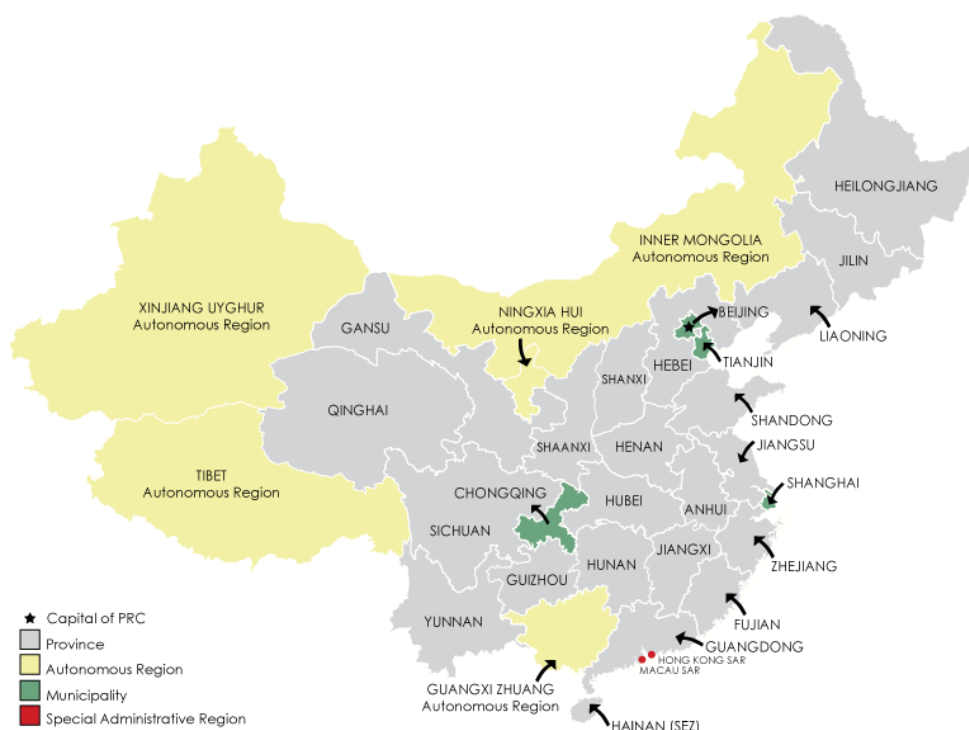 HEILONGJIANG
INNER MONGOLIA
Autonomous Region
JILIN
XINJIANG UYGHUR
Autonomous Region
GANSU
NINGXIA HUI
Autonomous Region
BEIJING
LIAONING
HEBEI
TIANJIN
SHANXI
QINGHAI
SHANDONG
SHAANXI
HENAN
JIANGSU
TIBET
Autonomous Region
SHANGHAI
CHONGQING
HUBEI
ANHUI
SICHUAN
JIANGXI
ZHEJIANG
HUNAN
GUIZHOU
YUNNAN
FUJIAN
GUANGDONG
HONG KONG SAR
MACAU SAR
GUANGXI ZHUANG
Autonomous Region
HAINAN (SEZ)
Capital of PRC
Province
Autonomous Region
Municipality
Special Administrative Region